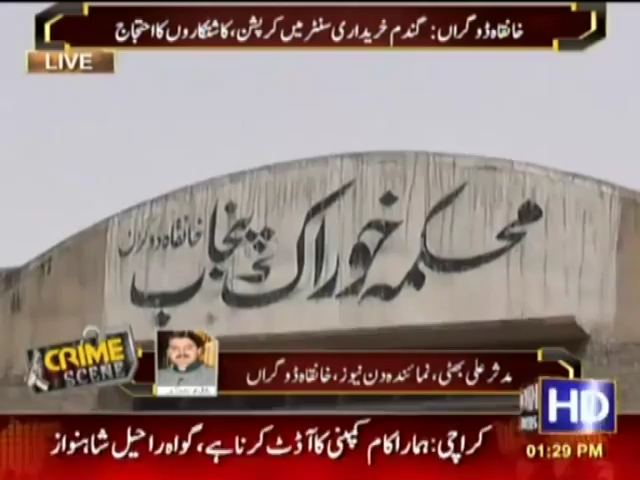 خانقاہ ڈوگراں: گندم خریداری سنٹر میں کرپشن، کاشتکاروں کا احتجاج
LIVE
محکمہ خوراک پنجاب
خانقاہ ڈوگراں
CRIME
SCENE
مدثر علی بھٹی، نمائندہ دن نیوز، خانقاہ ڈوگراں
HD
کراچی: ہمارا کام کمپنی کا آڈٹ کرنا ہے، گواہ راحیل شاہنواز
01:29 PM